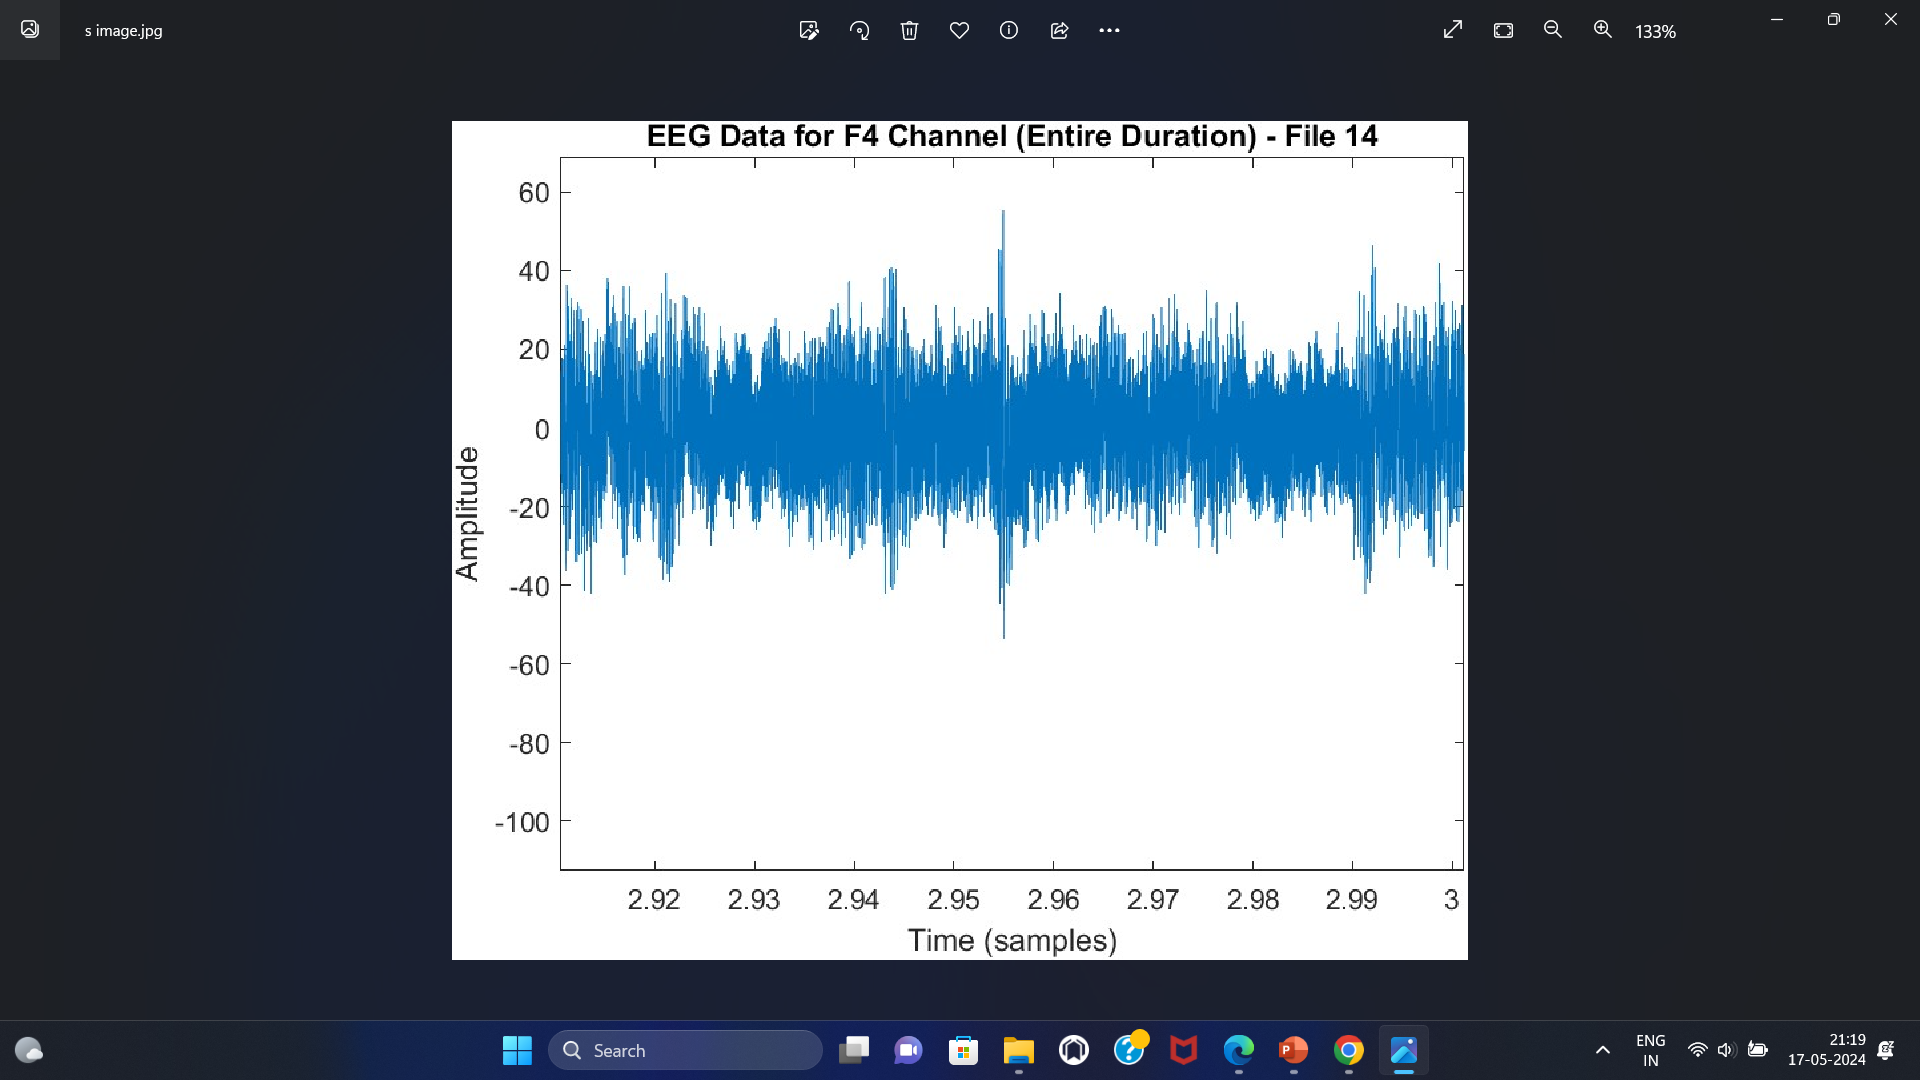 s image.jpg
133%
EEG Data for F4 Channel (Entire Duration) - File 14
60
40
20
0
-20
-40
-60
-80
-100
Amplitude
2.92 2.93 2.94 2.95 2.96 2.97 2.98 2.99 3
Time (samples)
Search
ENG
IN
21:19
17-05-2024